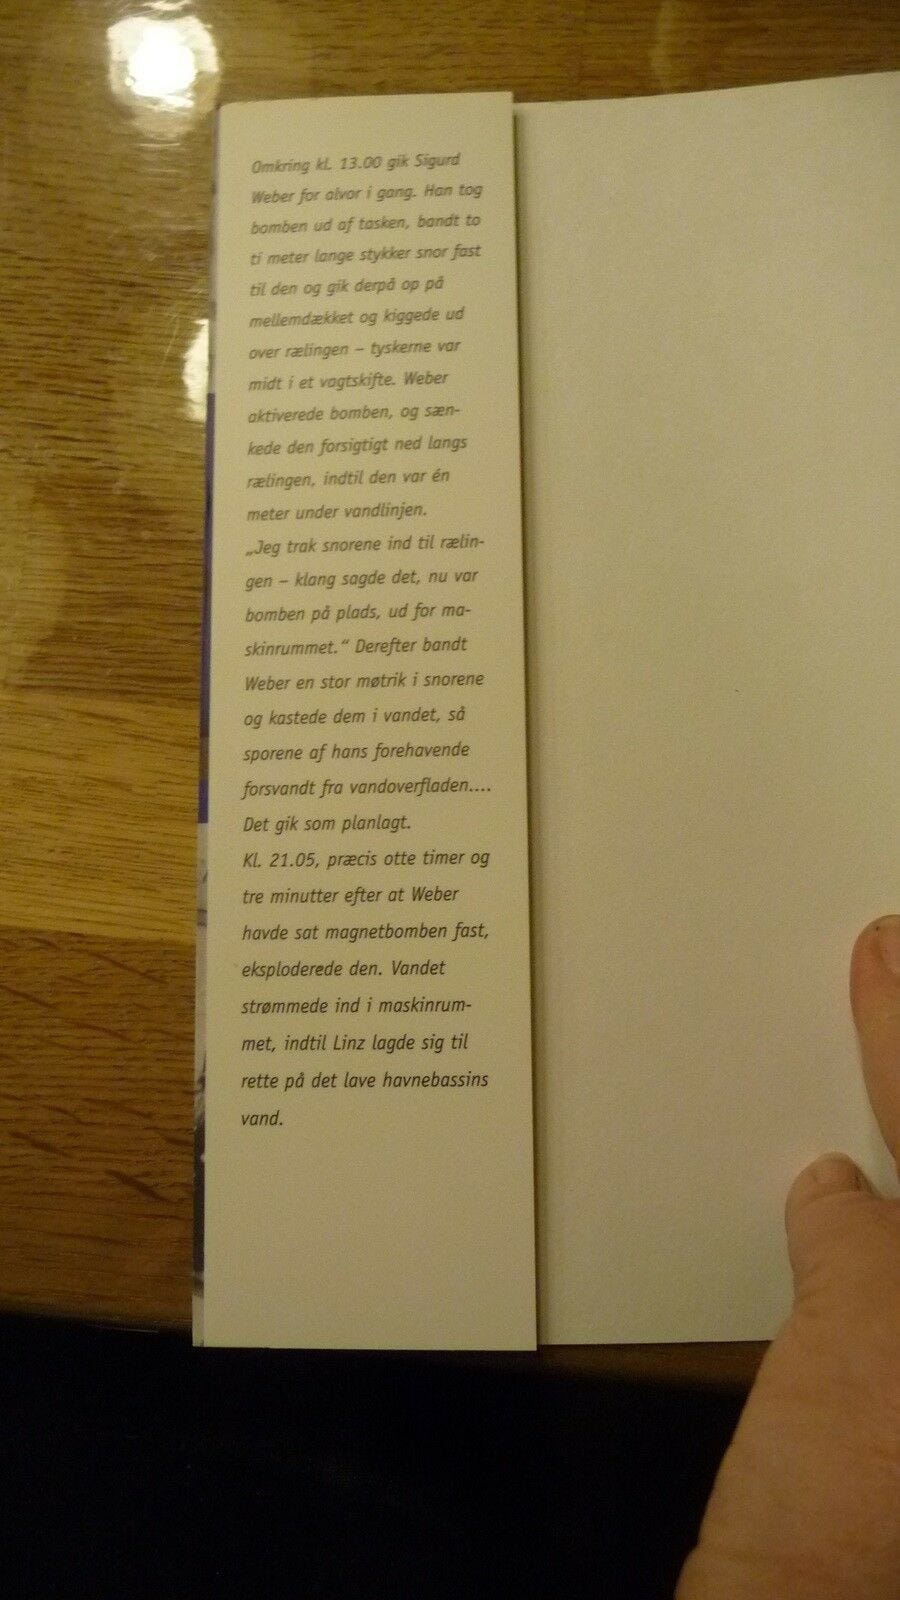 Omkring kl. 13.00 gik Sigurd
Weber for alvor i gang. Han tog
bomben ud af tasken, bandt to
ti meter lange stykker snor fast
til den og gik derpå op på
mellemdækket og kiggede ud
over rælingen – tyskerne var
midt i et vagtskifte. Weber
aktiverede bomben, og sæn-
kede den forsigtigt ned langs
rælingen, indtil den var én
meter under vandlinjen.
„Jeg trak snorene ind til rælin-
gen – klang sagde det, nu var
bomben på plads, ud for ma-
skinrummet.“ Derefter bandt
Weber en stor møtrik i snorene
og kastede dem i vandet, så
sporene af hans forehavende
forsvandt fra vandoverfladen....
Det gik som planlagt.
Kl. 21.05, præcis otte timer og
tre minutter efter at Weber
havde sat magnetbomben fast,
eksploderede den. Vandet
strømmede ind i maskinrum-
met, indtil Linz lagde sig til
rette på det lave havnebassins
vand.